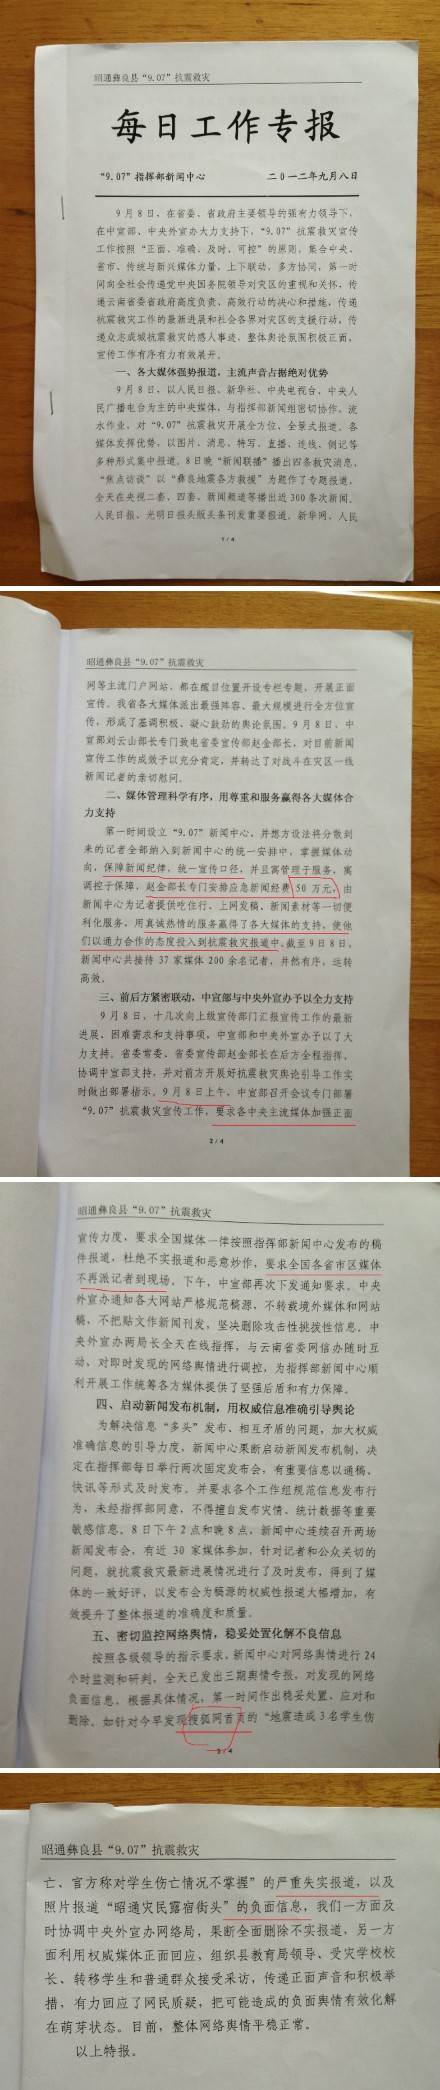 昭通彝良县“9.07”抗震救灾
每日工作专报
“9.07”指挥部新闻中心 二〇一二年九月八日
9月8日，在省委、省政府主要领导的强有力领导下，
在中宣部、中央外宣办大力支持下，“9.07”抗震救灾宣传
工作按照“正面、准确、及时、可控”的原则，集合中央、
省市、传统与新兴媒体力量，上下联动，多方协同，第一时
间向全社会传递党中央国务院领导对灾区的重视和关怀，传
递云南省委省政府高度负责、高效行动的决心和措施，传递
抗震救灾工作的最新进展和社会各界对灾区的支援行动，传
递众志成城抗震救灾的感人事迹，整体舆论氛围积极正面，
宣传工作有序有力有效展开。
一、各大媒体强势报道，主流声音占据绝对优势
9月8日，以人民日报、新华社、中央电视台、中央人
民广播电台为主的中央媒体，与指挥部新闻组密切协作，流
水作业，对“9.07”抗震救灾开展全方位、全景式报道。各
媒体发挥优势，以图片、消息、特写、直播、连线、侧记等
多种形式集中报道。8日晚“新闻联播”播出四条救灾消息，
“焦点访谈”以“彝良地震各方救援”为题作了专题报道，
全天在央视二套、四套、新闻频道等播出近300条次新闻。
人民日报、光明日报头版头条刊发重要报道。新华网、人民
1/4
昭通彝良县“9.07”抗震救灾
网等主流门户网站，都在醒目位置开设专栏专题，开展正面
宣传。我省各大媒体派出最强阵容、最大规模进行全方位宣
传，形成了基调积极、凝心鼓劲的舆论氛围。9月8日，中
宣部刘云山部长专门致电省委宣传部赵金部长，对目前新闻
宣传工作的成效予以充分肯定，并转达了对战斗在灾区一线
新闻记者的亲切慰问。
二、媒体管理科学有序，用尊重和服务赢得各大媒体合
力支持
第一时间设立“9.07”新闻中心，并想方设法将分散到
来的记者全部纳入到新闻中心的统一安排中，掌握媒体动
向，保障新闻纪律，统一宣传口径，并且寓管理于服务，寓
调控于保障，赵金部长专门安排应急新闻经费50万元，由
新闻中心为记者提供吃住行、上网发稿、新闻素材等一切便
利化服务，用真诚热情的服务赢得了各大媒体的支持，使他
们以通力合作的态度投入到抗震救灾报道中。截至9日8日，
新闻中心共接待37家媒体200余名记者，井然有序，运转
高效。
三、前后方紧密联动，中宣部与中央外宣办予以全力支持
9月8日，十几次向上级宣传部门汇报宣传工作的最新
进展、困难需求和支持事项，中宣部和中央外宣办予以了大
力支持。省委常委、省委宣传部赵金部长在后方全程指挥，
协调中宣部支持，并对前方开展好抗震救灾舆论引导工作实
时做出部署指示。9月8日上午，中宣部召开会议专门部署
“9.07”抗震救灾宣传工作，要求各中央主流媒体加强正面
2/4
昭通彝良县“9.07”抗震救灾
宣传力度，要求全国媒体一律按照指挥部新闻中心发布的稿
件报道，杜绝不实报道和恶意炒作，要求全国各省市区媒体
不再派记者到现场。下午，中宣部再次下发通知要求。中央
外宣办通知各大网站严格规范稿源，不转载境外媒体和网站
稿，不把贴文作新闻刊发，坚决删除攻击性挑拨性信息。中
央外宣办两局长全天在线指挥，与云南省委网信办随时互
动，对即时发现的网络舆情进行调控，为指挥部新闻中心顺
利开展工作统筹各方媒体提供了坚强后盾和有力保障。
四、启动新闻发布机制，用权威信息准确引导舆论
为解决信息“多头”发布、相互矛盾的问题，加大权威
准确信息的引导力度，新闻中心果断启动新闻发布机制，决
定在指挥部每日举行两次固定发布会，有重要信息以通稿、
快讯等形式及时发布。并要求各个工作组规范信息发布行
为，未经指挥部同意，不得擅自发布灾情、统计数据等重要
敏感信息。8日下午2点和晚8点，新闻中心连续召开两场
新闻发布会，有近30家媒体参加，针对记者和公众关切的
问题，就抗震救灾最新进展情况进行了及时发布，得到了媒
体的一致好评，以发布会为稿源的权威性报道大幅增加，有
效提升了整体报道的准确度和质量。
五、密切监控网络舆情，稳妥处置化解不良信息
按照各级领导的指示要求，新闻中心对网络舆情进行24
小时监测和研判，全天已发出三期舆情专报，对发现的网络
负面信息，根据具体情况，第一时间作出稳妥处置、应对和
删除。如针对今早发现搜狐网首页的“地震造成3名学生伤
3/4
昭通彝良县“9.07”抗震救灾
亡、官方称对学生伤亡情况不掌握”的严重失实报道，以及
照片报道“昭通灾民露宿街头”的负面信息，我们一方面及
时协调中央外宣办网络局，果断全面删除不实报道，另一方
面利用权威媒体正面回应，组织县教育局领导、受灾学校校
长、转移学生和普通群众接受采访，传递正面声音和积极举
措，有力回应了网民质疑，把可能造成的负面舆情有效化解
在萌芽状态。目前，整体网络舆情平稳正常。
以上特报。